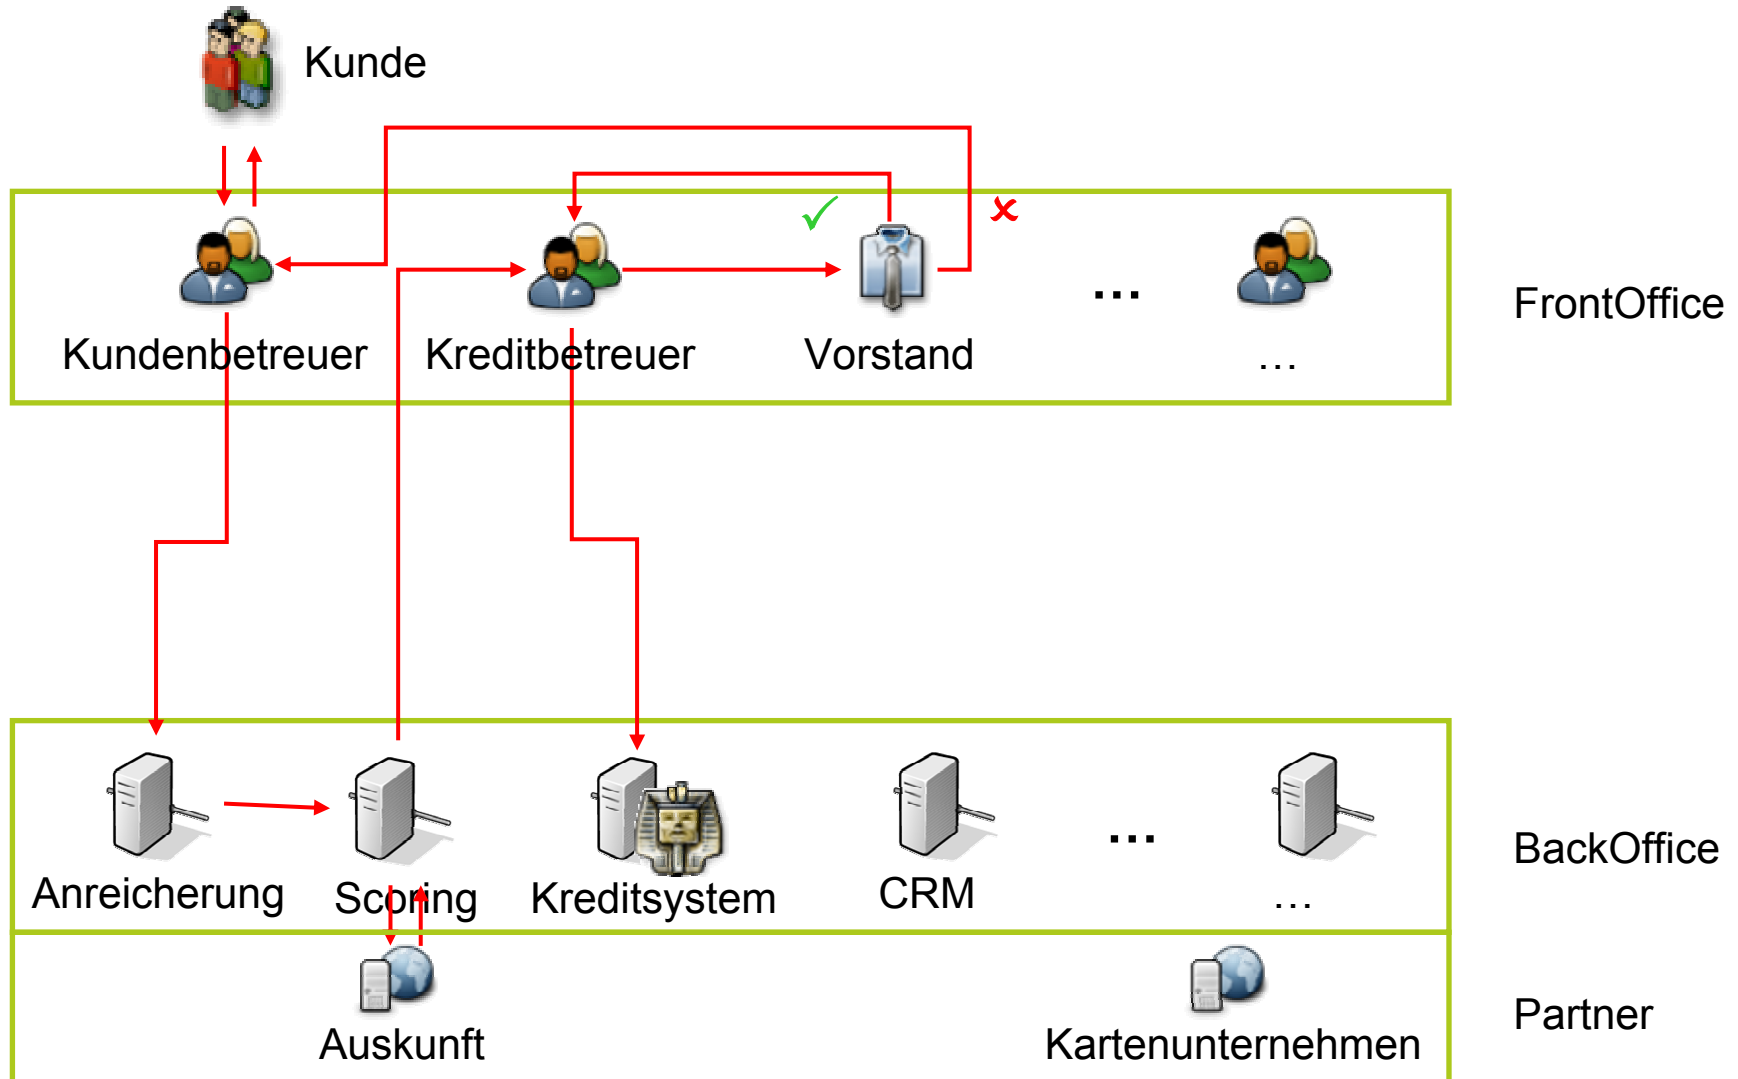 Kunde
... 
FrontOffice
Kundenbetreuer
Kreditbetreuer
Vorstand
...
...
BackOffice
Anreicherung
Scoring
Kreditsystem
CRM
...
Partner
Auskunft
Kartenunternehmen